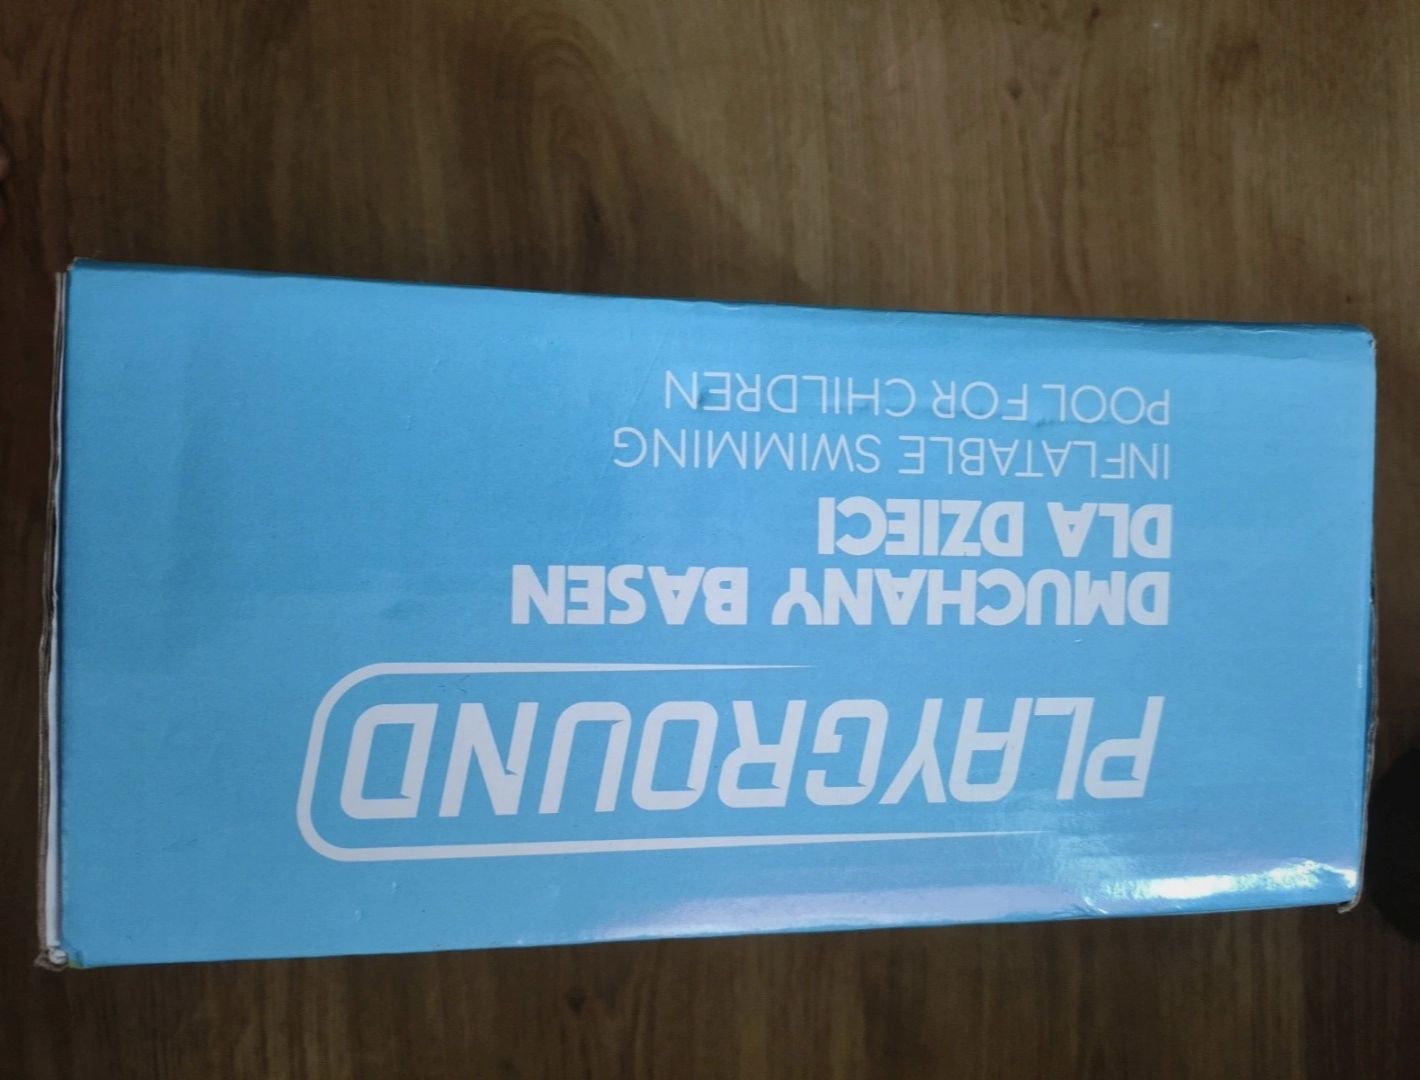 PLAYGROUND
DMUCHANY BASEN
DLA DZIECI
INFLATABLE SWIMMING
POOL FOR CHILDREN